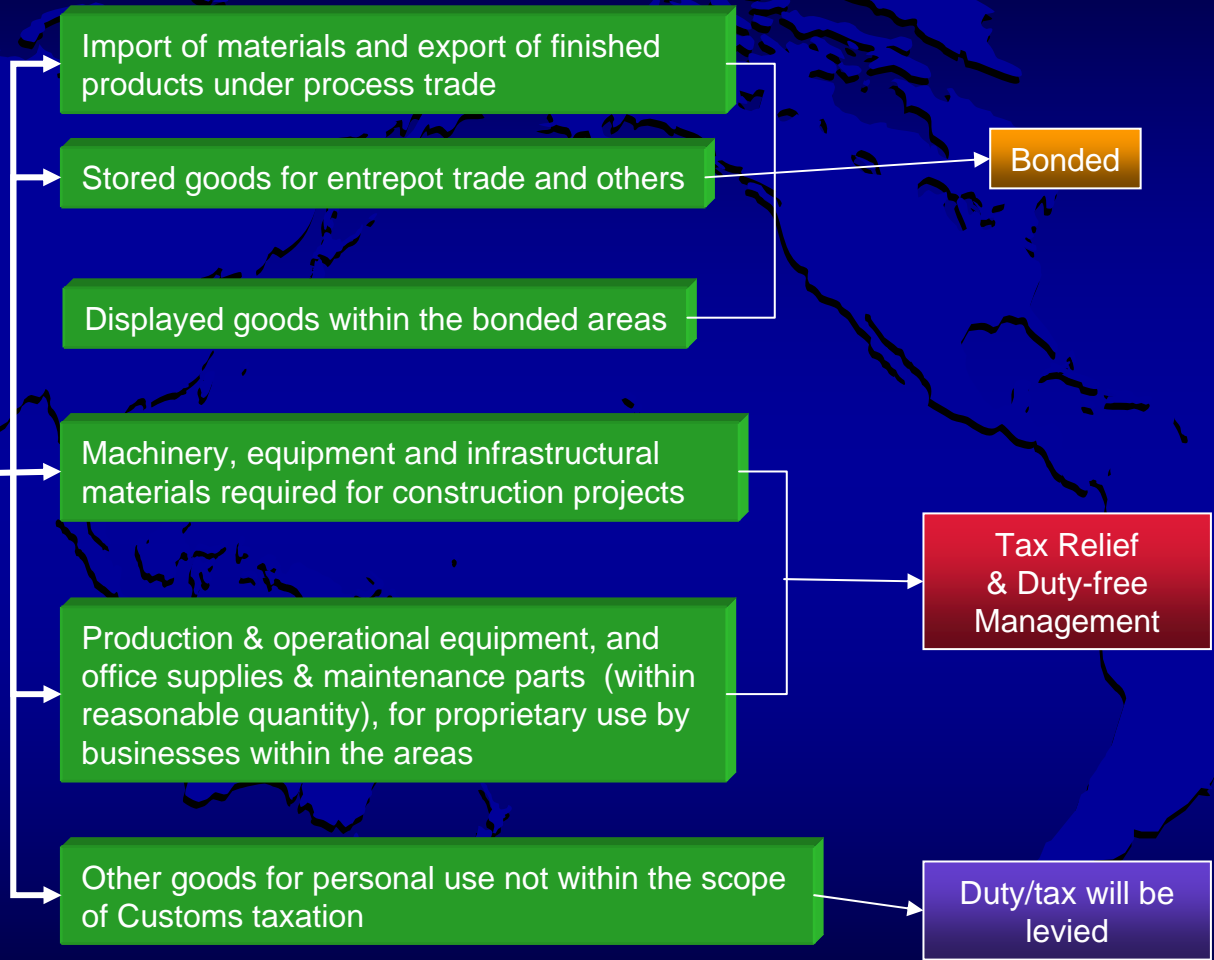 Import of materials and export of finished
products under process trade
Stored goods for entrepot trade and others
Bonded
Displayed goods within the bonded areas
Machinery, equipment and infrastructural
materials required for construction projects
Tax Relief
& Duty-free
Management
Production & operational equipment, and
office supplies & maintenance parts (within
reasonable quantity), for proprietary use by
businesses within the areas
Other goods for personal use not within the scope
of Customs taxation
Duty/tax will be
levied